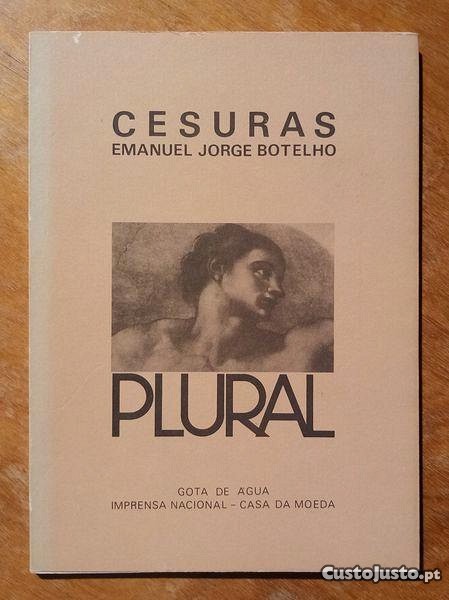 CESURAS
EMANUEL JORGE BOTELHO
PLURAL
GOTA DE ÁGUA
IMPRENSA NACIONAL – CASA DA MOEDA
CustoJusto.pt